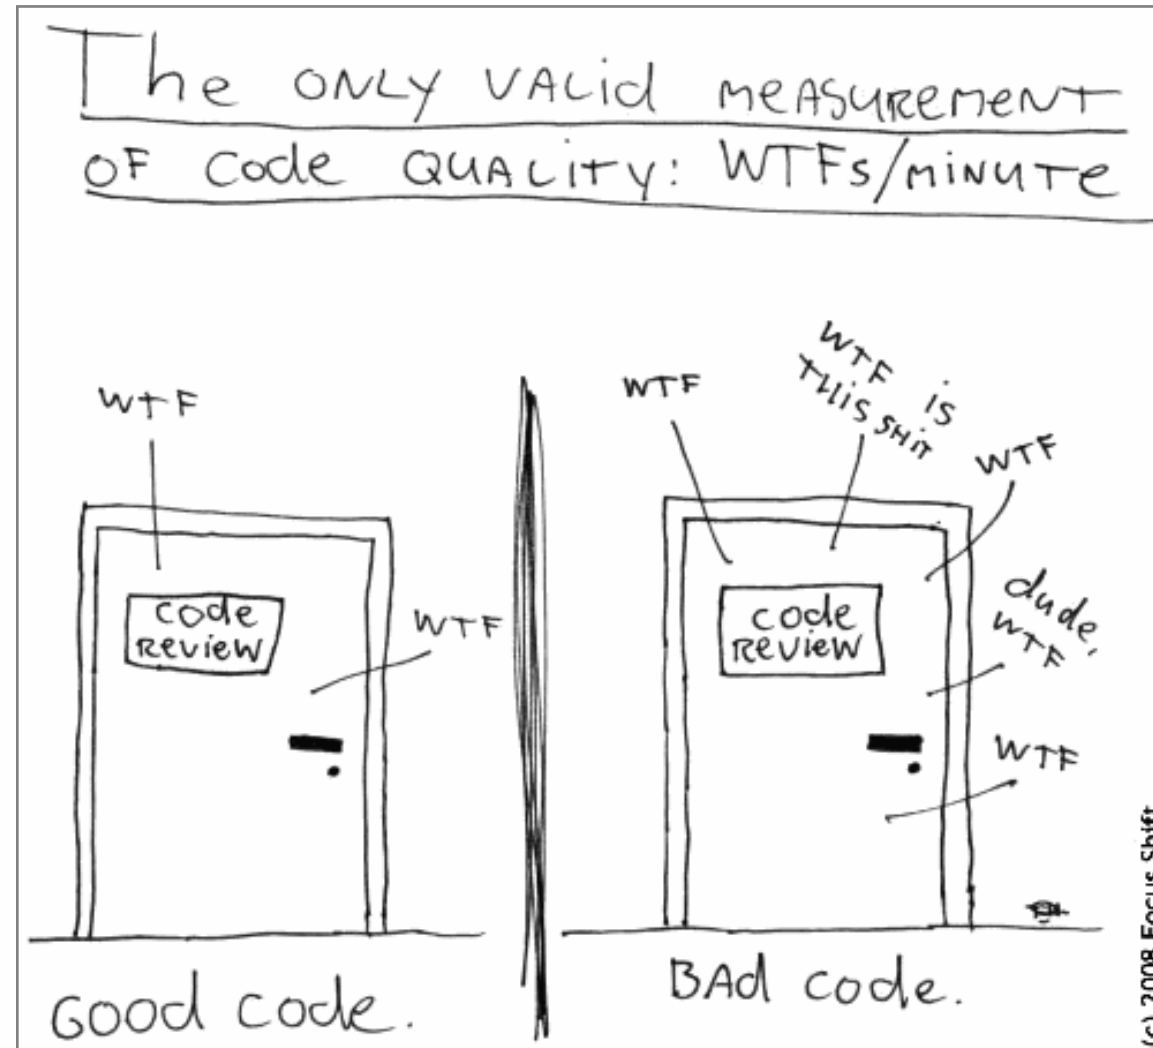 The ONLY VALid meASUREMENT
OF Code QUALITY: WTFs/MINUTE
WTF
code
REVIEW
WTF
GOOD code.
WTF
WTF is
THIS SHIT
WTF
code
REVIEW
dude,
WTF
WTF
BAd code.
(c) 2008 Focus Shift